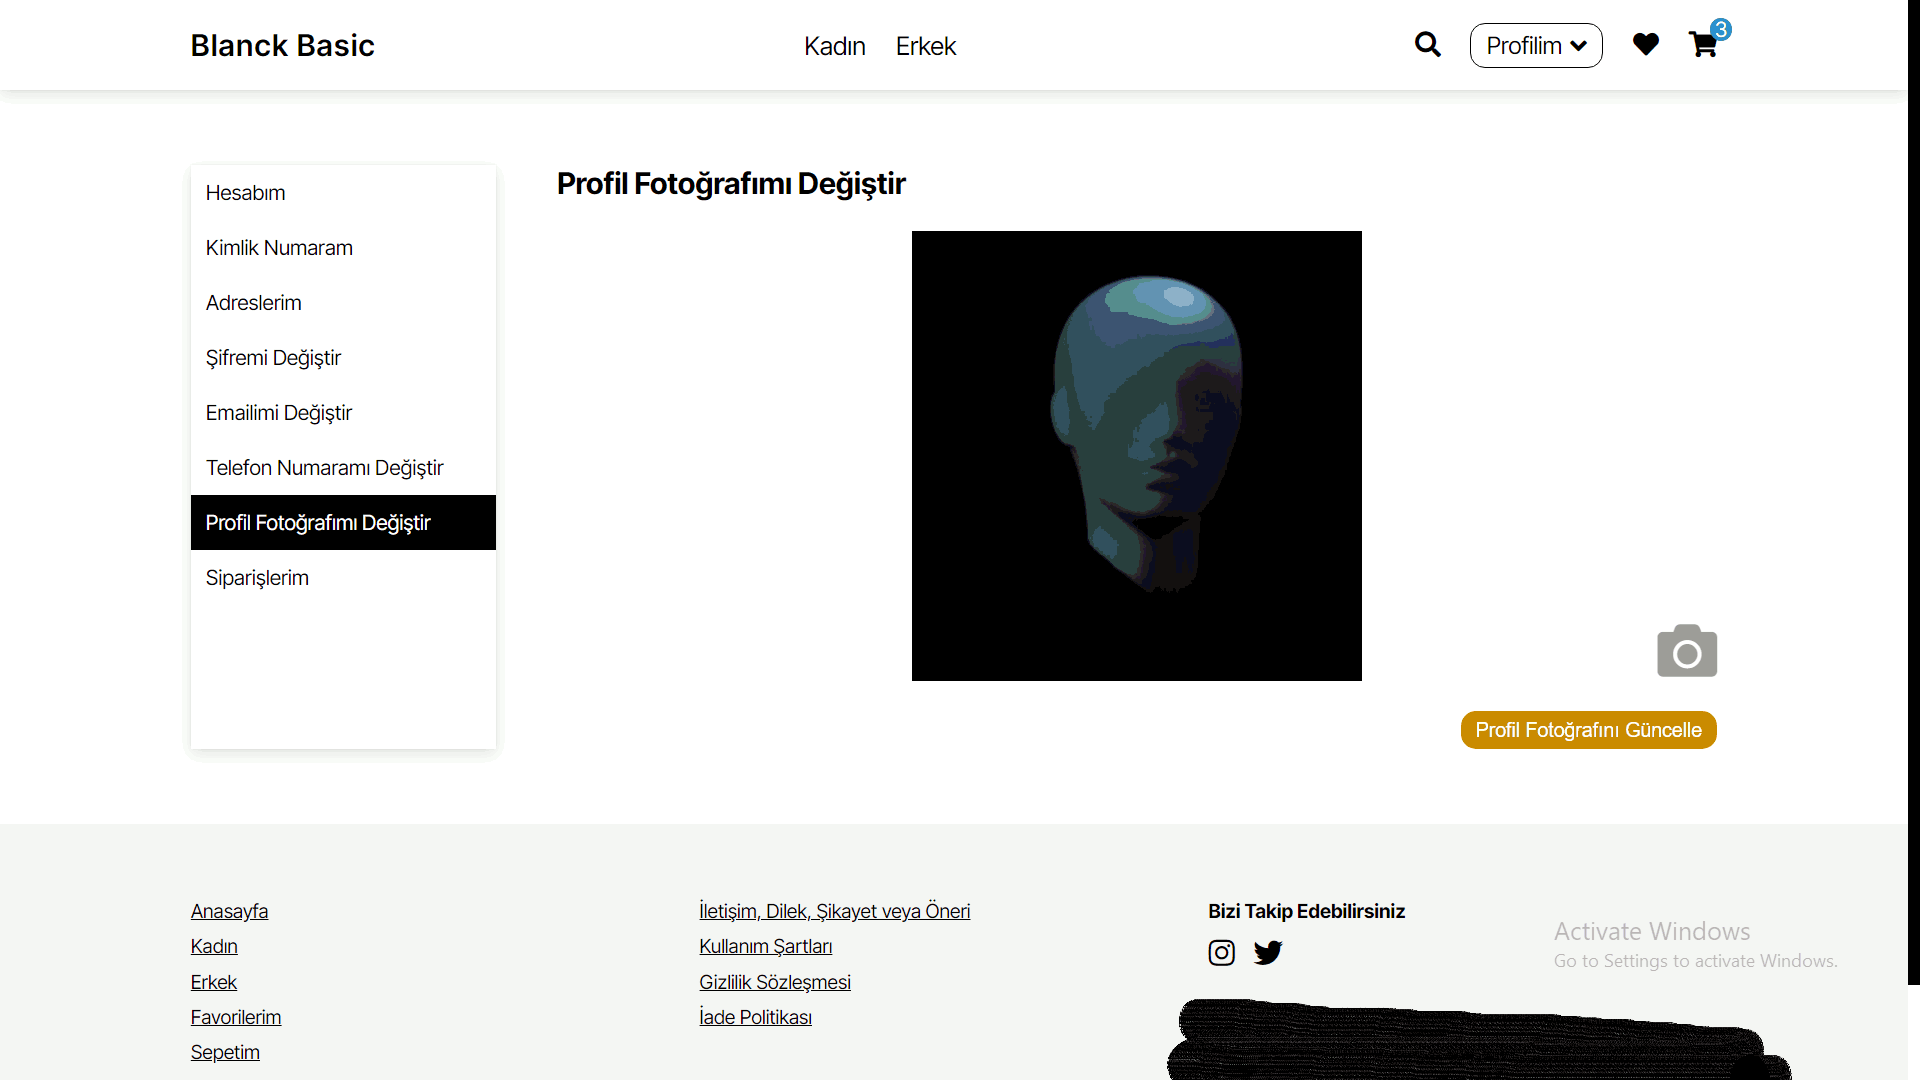 Blanck Basic
Kadın
Erkek
Profilim
3
Hesabım
Kimlik Numaram
Adreslerim
Şifremi Değiştir
Emailimi Değiştir
Telefon Numaramı Değiştir
Profil Fotoğrafımı Değiştir
Siparişlerim
Profil Fotoğrafımı Değiştir
Profil Fotoğrafını Güncelle
Anasayfa
Kadın
Erkek
Favorilerim
Sepetim
İletişim, Dilek, Şikayet veya Öneri
Kullanım Şartları
Gizlilik Sözleşmesi
İade Politikası
Bizi Takip Edebilirsiniz
Activate Windows
Go to Settings to activate Windows.